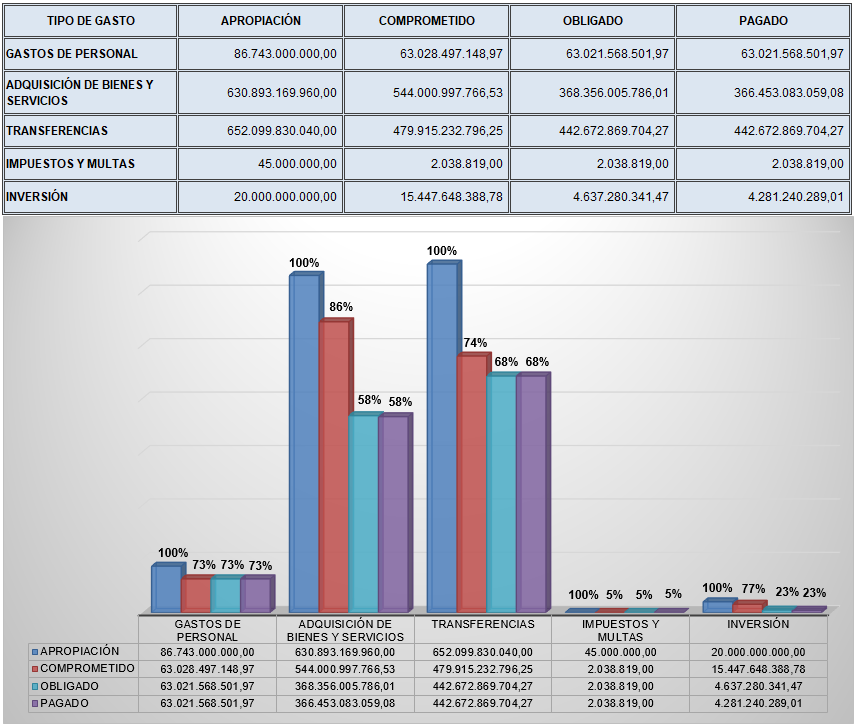 TIPO DE GASTO APROPIACIÓN COMPROMETIDO OBLIGADO PAGADO
GASTOS DE PERSONAL 86.743.000.000,00 63.028.497.148,97 63.021.568.501,97 63.021.568.501,97
ADQUISICIÓN DE BIENES Y
SERVICIOS 630.893.169.960,00 544.000.997.766,53 368.356.005.786,01 366.453.083.059,08
TRANSFERENCIAS 652.099.830.040,00 479.915.232.796,25 442.672.869.704,27 442.672.869.704,27
IMPUESTOS Y MULTAS 45.000.000,00 2.038.819,00 2.038.819,00 2.038.819,00
INVERSIÓN 20.000.000.000,00 15.447.648.388,78 4.637.280.341,47 4.281.240.289,01
100% 73% 73% 73%
100% 86% 58% 58%
100% 74% 68% 68%
100% 5% 5% 5%
100% 77% 23% 23%
GASTOS DE
PERSONAL
ADQUISICIÓN DE
BIENES Y SERVICIOS
TRANSFERENCIAS
IMPUESTOS Y
MULTAS
INVERSIÓN
APROPIACIÓN 86.743.000.000,00 630.893.169.960,00 652.099.830.040,00 45.000.000,00 20.000.000.000,00
COMPROMETIDO 63.028.497.148,97 544.000.997.766,53 479.915.232.796,25 2.038.819,00 15.447.648.388,78
OBLIGADO 63.021.568.501,97 368.356.005.786,01 442.672.869.704,27 2.038.819,00 4.637.280.341,47
PAGADO 63.021.568.501,97 366.453.083.059,08 442.672.869.704,27 2.038.819,00 4.281.240.289,01